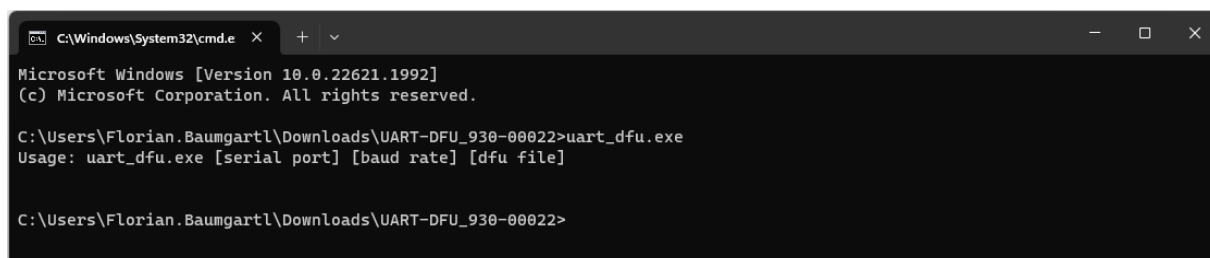 C:\Windows\System32\cmd.e
Microsoft Windows [Version 10.0.22621.1992]
(c) Microsoft Corporation. All rights reserved.
C:\Users\Florian.Baumgartl\Downloads\UART-DFU_930-00022>uart_dfu.exe
Usage: uart_dfu.exe [serial port] [baud rate] [dfu file]
C:\Users\Florian.Baumgartl\Downloads\UART-DFU_930-00022>